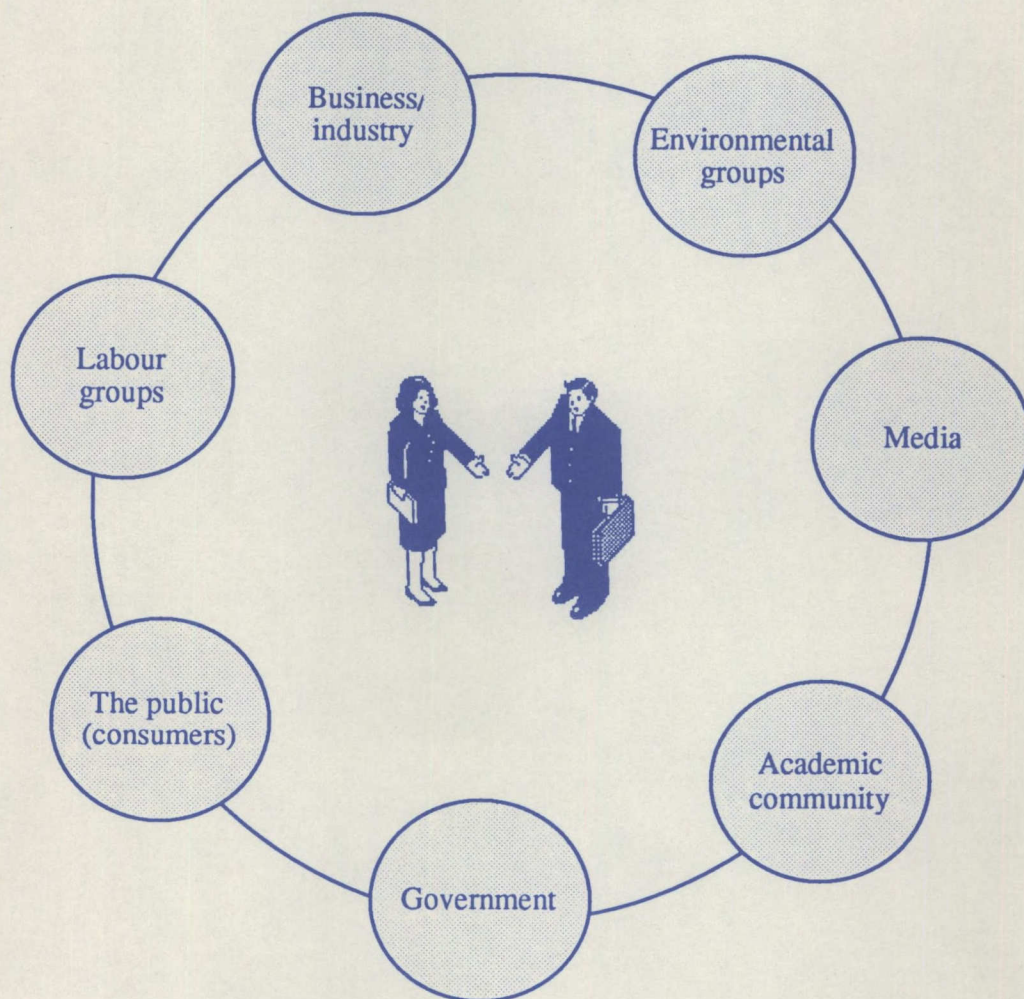 Business/
industry
Environmental
groups
Media
Academic
community
Government
The public
(consumers)
Labour
groups